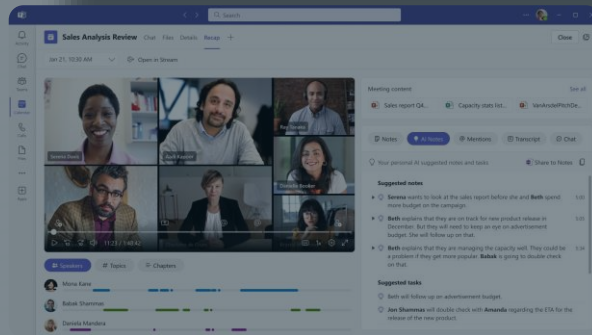 Search
Sales Analysis Review Chat Files Details Recap
Close
Jan 21, 10:30 AM
Open in Stream
Meeting content
See all
Sales report Q4...
Capacity stats list...
VanArsdelPitchDe...
Notes
AI Notes
Mentions
Transcript
Chat
Your personal AI suggested notes and tasks
Share to Notes
Suggested notes
Serena wants to look at the sales report before she and Beth spend
more budget on the campaign.
Beth explains that they are on track for new product release in
December. But they will need to keep an eye on advertisement
budget. She will follow up on that.
Beth explains that they are managing the capacity well. They could be
a problem if they get more popular. Babak is going to double check
on that.
Suggested tasks
Beth will follow up on advertisement budget.
Jon Shammas will double check with Amanda regarding the ETA for the
release of the new product.
Serena Davis
Ray Tanaka
Danielle Booker
Speakers
Topics
Chapters
Mona Kane
Babak Shammas
Daniela Mandera